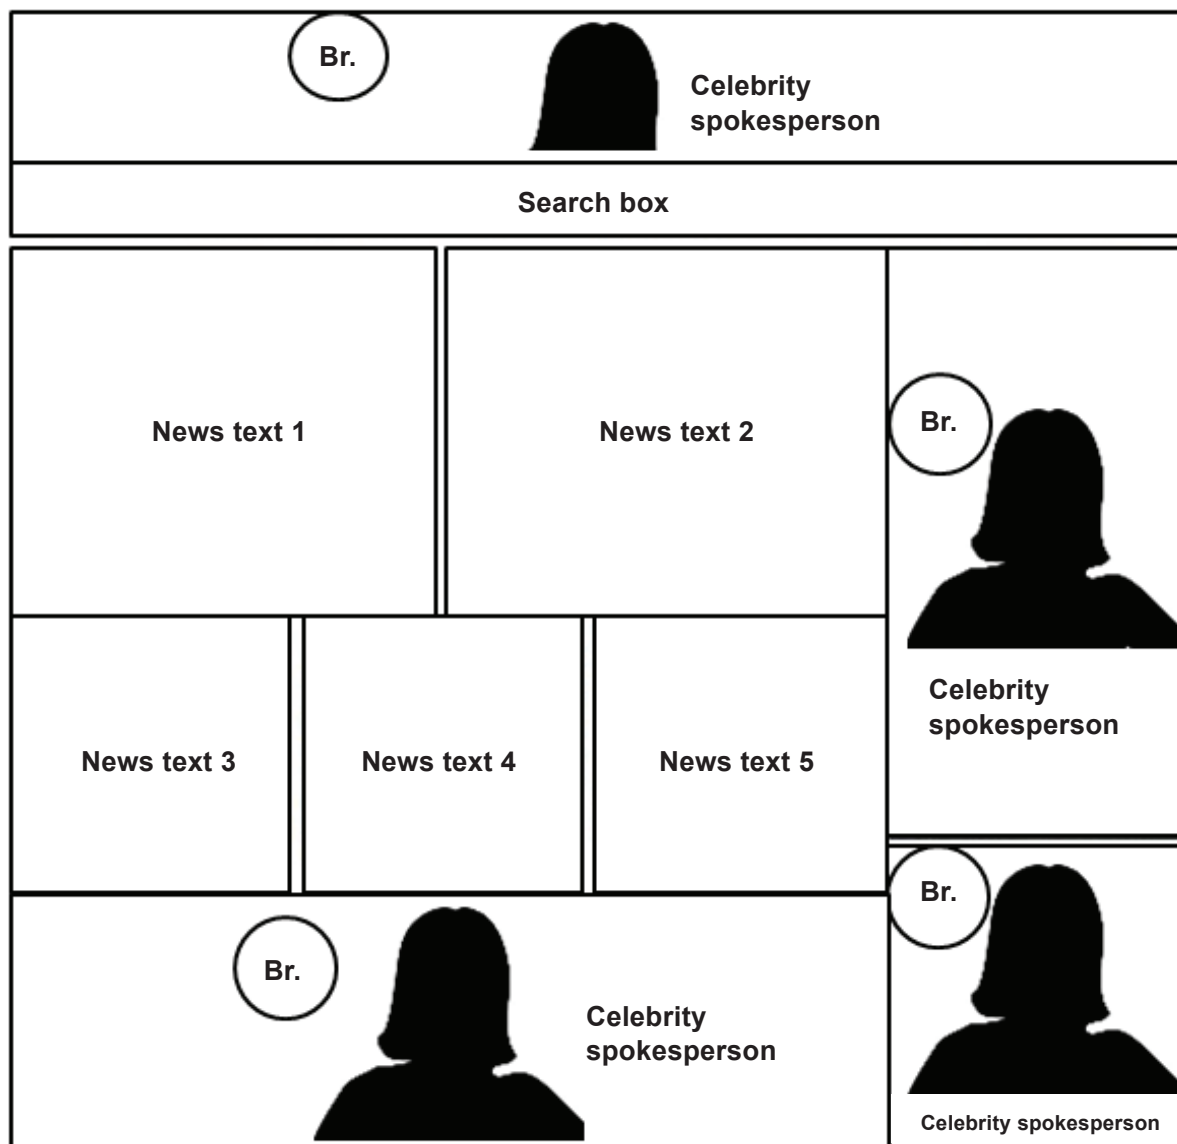 Br.
Celebrity
spokesperson
Search box
News text 1
News text 2
Br.
Celebrity
spokesperson
News text 3
News text 4
News text 5
Br.
Celebrity
spokesperson
Br.
Celebrity spokesperson